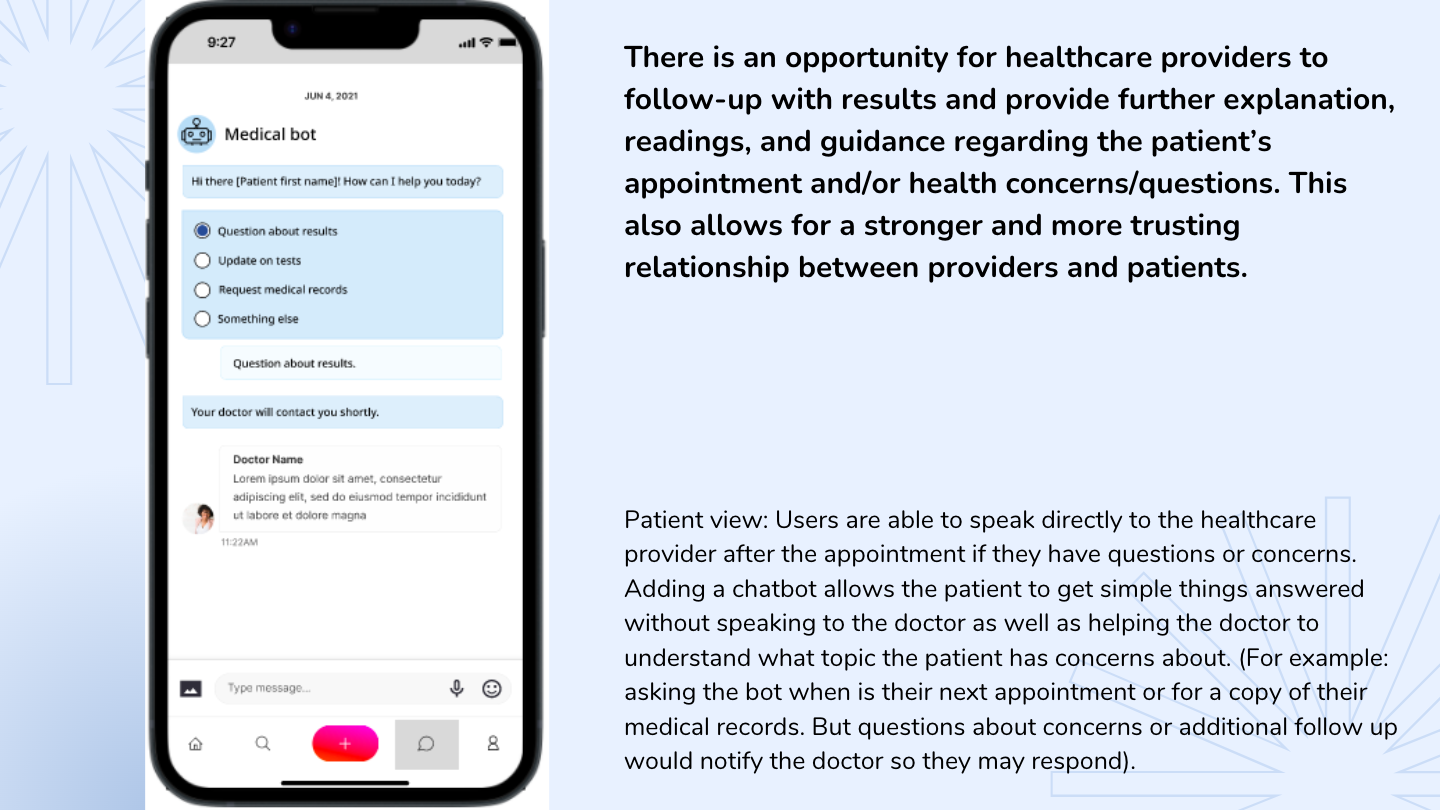 9:27
JUN 4, 2021
Medical bot
Hi there [Patient first name]! How can I help you today?
Question about results
Update on tests
Request medical records
Something else
Question about results.
Your doctor will contact you shortly.
Doctor Name
Lorem ipsum dolor sit amet, consectetur
adipiscing elit, sed do eiusmod tempor incididunt
ut labore et dolore magna
11:22AM
Type message...
There is an opportunity for healthcare providers to
follow-up with results and provide further explanation,
readings, and guidance regarding the patient’s
appointment and/or health concerns/questions. This
also allows for a stronger and more trusting
relationship between providers and patients.
Patient view: Users are able to speak directly to the healthcare
provider after the appointment if they have questions or concerns.
Adding a chatbot allows the patient to get simple things answered
without speaking to the doctor as well as helping the doctor to
understand what topic the patient has concerns about. (For example:
asking the bot when is their next appointment or for a copy of their
medical records. But questions about concerns or additional follow up
would notify the doctor so they may respond).